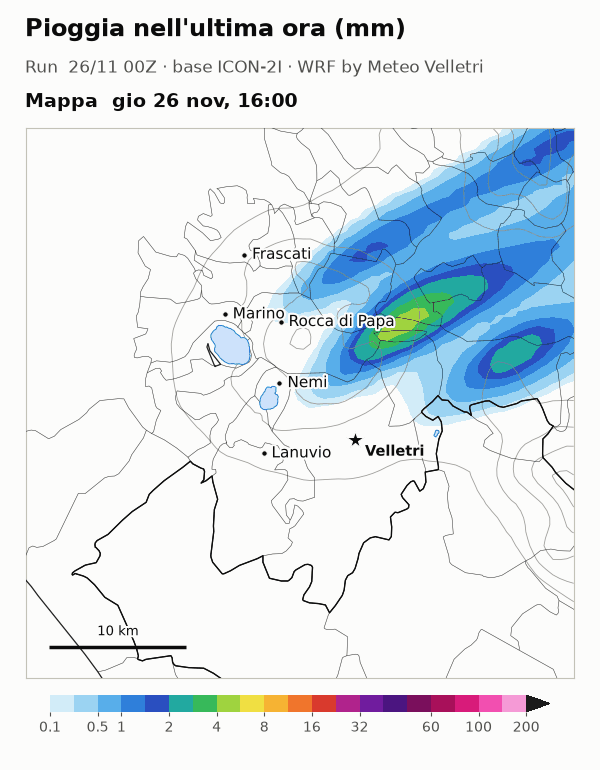 Pioggia nell'ultima ora (mm)
Run 26/11 00Z · base ICON-2I · WRF by Meteo Velletri
Mappa gio 26 nov, 16:00
Frascati
Marino
Rocca di Papa
Nemi
Velletri
Lanuvio
10 km
0.1 0.5 1 2 4 8 16 32 60 100 200